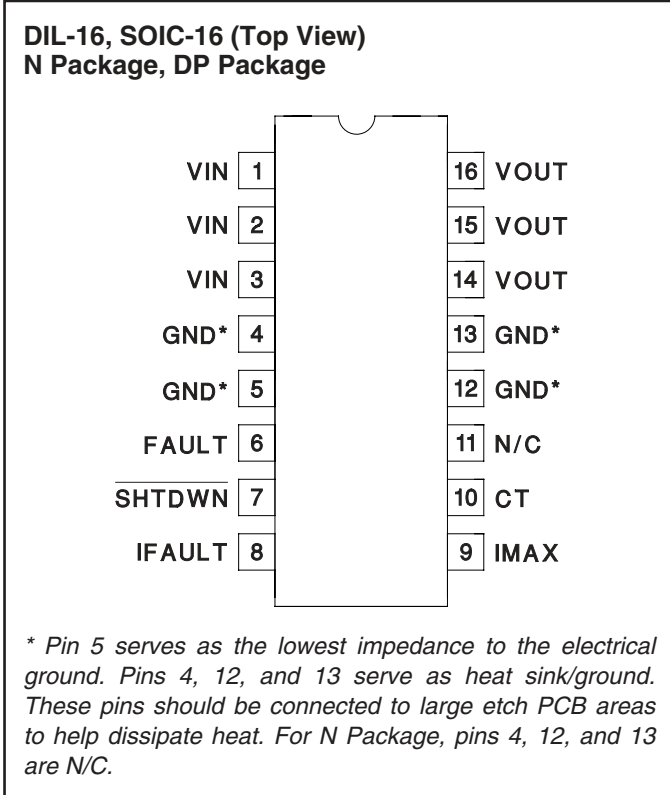 DIL-16, SOIC-16 (Top View)
N Package, DP Package
VIN 1 16 VOUT
VIN 2 15 VOUT
VIN 3 14 VOUT
GND* 4 13 GND*
GND* 5 12 GND*
FAULT 6 11 N/C
SHTDWN 7 10 CT
IFAULT 8 9 IMAX
* Pin 5 serves as the lowest impedance to the electrical
ground. Pins 4, 12, and 13 serve as heat sink/ground.
These pins should be connected to large etch PCB areas
to help dissipate heat. For N Package, pins 4, 12, and 13
are N/C.